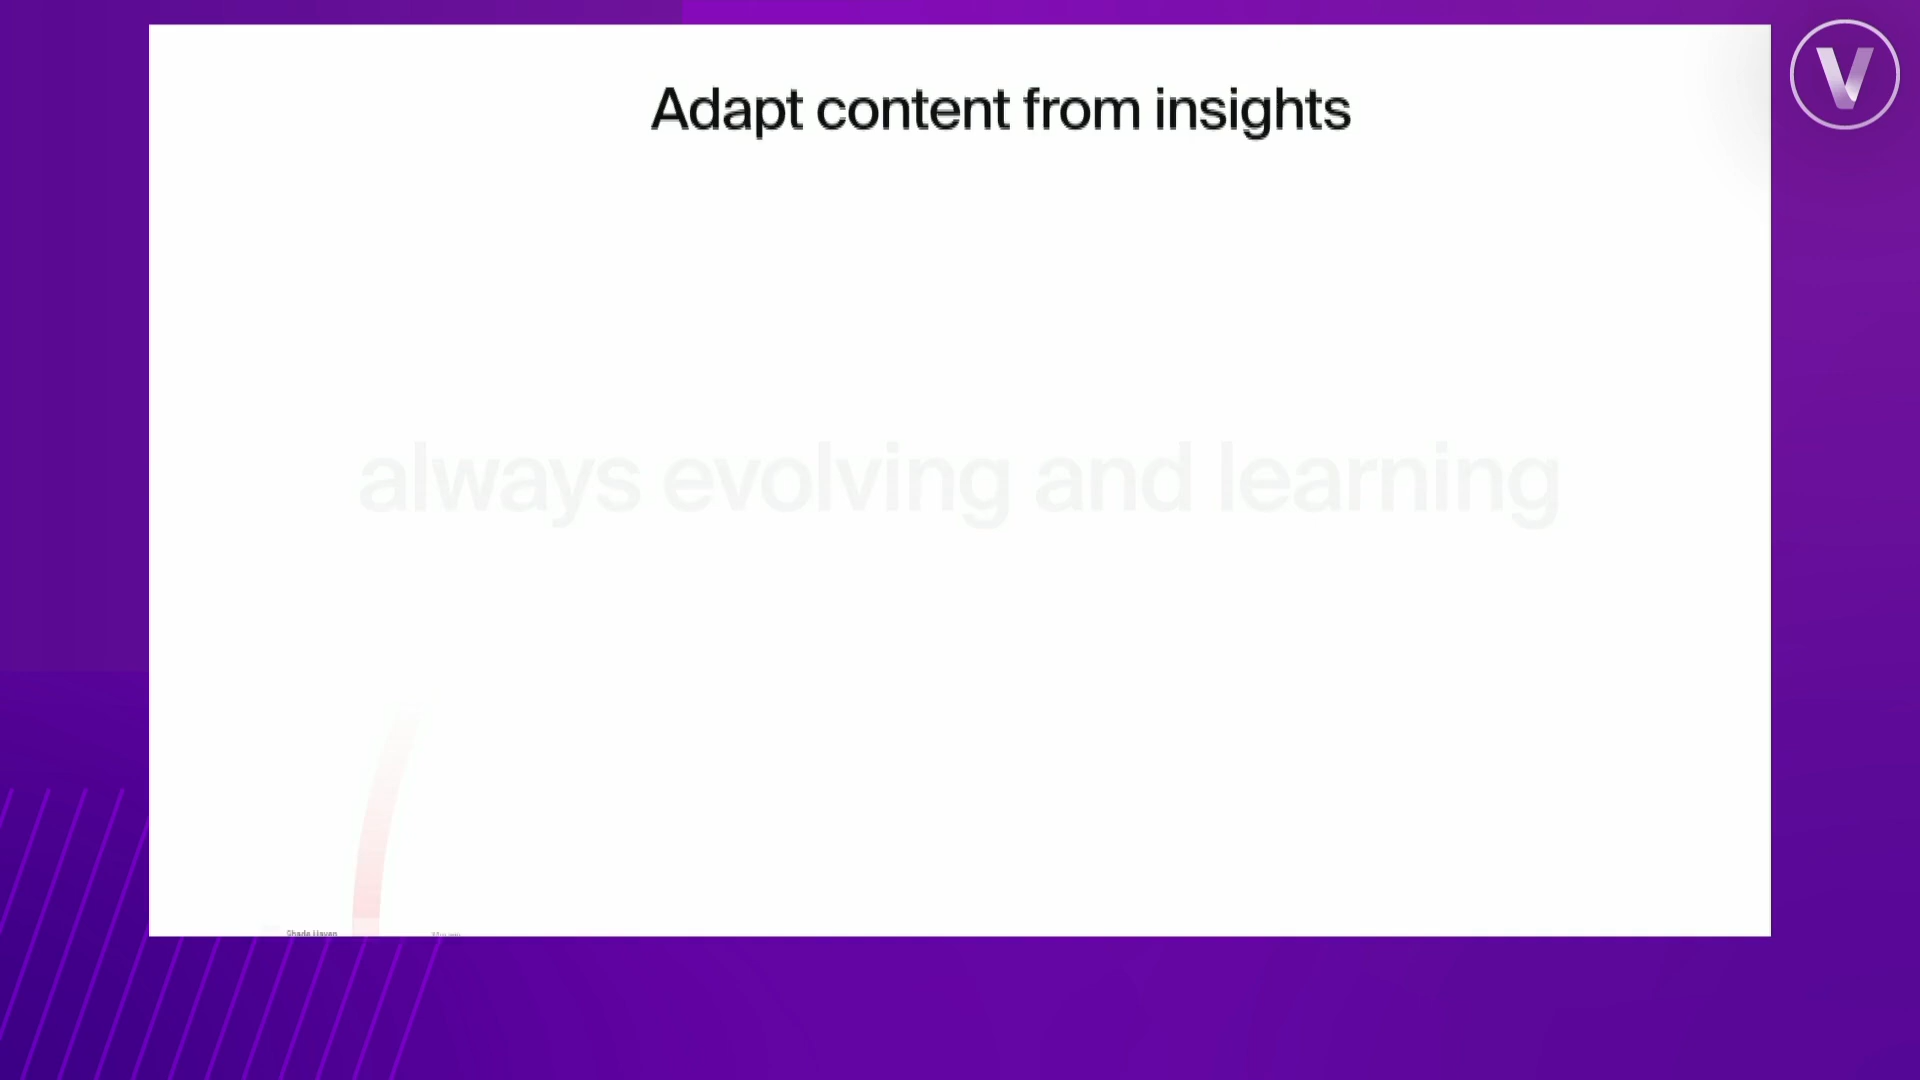 V
Adapt content from insights
always evolving and learning